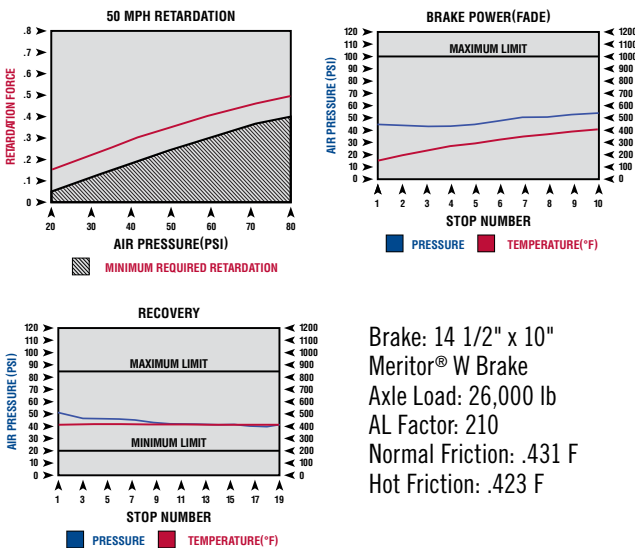 50 MPH RETARDATION
RETARDATION FORCE
.8
.7
.6
.5
.4
.3
.2
.1
0
20 30 40 50 60 70 80
AIR PRESSURE(PSI)
MINIMUM REQUIRED RETARDATION
BRAKE POWER(FADE)
AIR PRESSURE (PSI)
120 1200
110 1100
100 1000
90 900
80 800
70 700
60 600
50 500
40 400
30 300
20 200
10 100
0 0
MAXIMUM LIMIT
1 2 3 4 5 6 7 8 9 10
STOP NUMBER
PRESSURE TEMPERATURE(°F)
RECOVERY
AIR PRESSURE (PSI)
120 1200
110 1100
100 1000
90 900
80 800
70 700
60 600
50 500
40 400
30 300
20 200
10 100
0 0
MAXIMUM LIMIT
MINIMUM LIMIT
1 3 5 7 9 11 13 15 17 19
STOP NUMBER
PRESSURE TEMPERATURE(°F)
Brake: 14 1/2" x 10"
Meritor® W Brake
Axle Load: 26,000 lb
AL Factor: 210
Normal Friction: .431 F
Hot Friction: .423 F